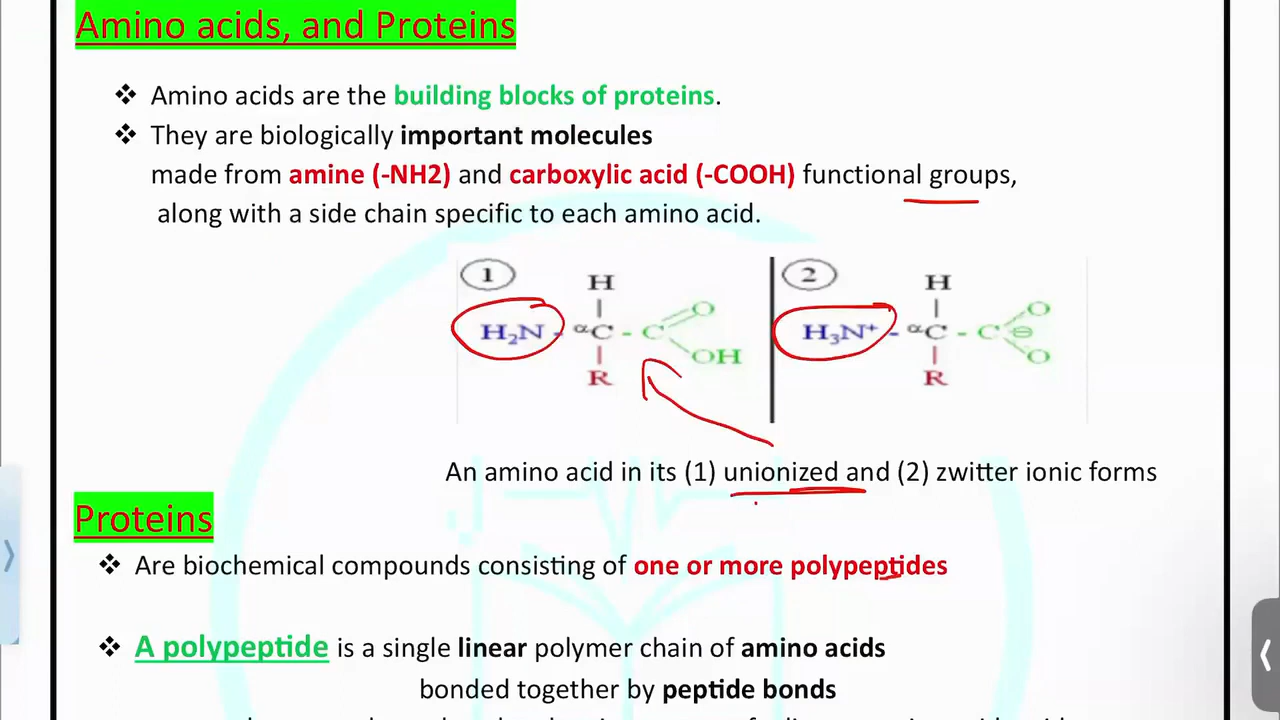 Amino acids, and Proteins
❖ Amino acids are the building blocks of proteins.
❖ They are biologically important molecules
made from amine (-NH2) and carboxylic acid (-COOH) functional groups,
along with a side chain specific to each amino acid.
1
H
H₂N - αC - C
O
OH
R
2
H
H₃N⁺ - αC - C
O
⊖
O
R
An amino acid in its (1) unionized and (2) zwitter ionic forms
Proteins
❖ Are biochemical compounds consisting of one or more polypeptides
❖ A polypeptide is a single linear polymer chain of amino acids
bonded together by peptide bonds